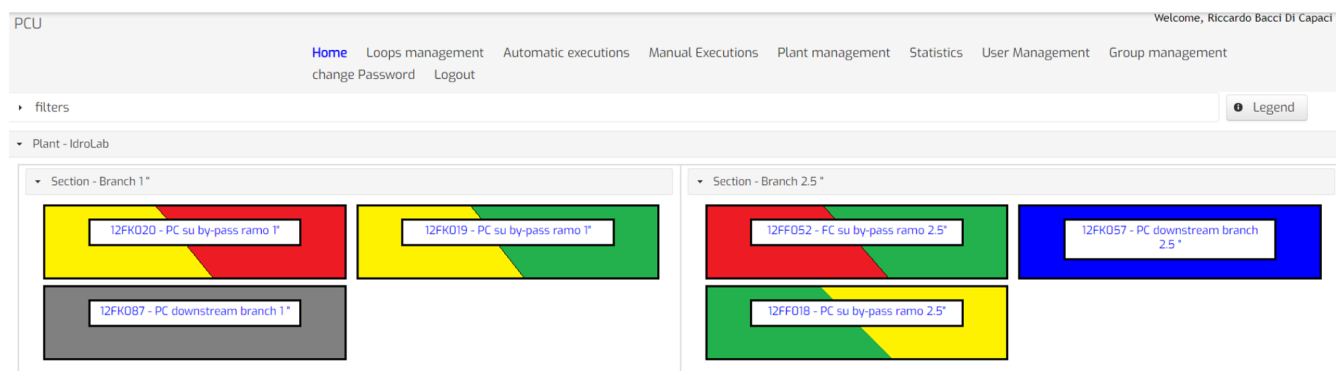 Welcome, Riccardo Bacci Di Capaci
PCU
Home Loops management Automatic executions Manual Executions Plant management Statistics User Management Group management
change Password Logout
filters
Legend
Plant - IdroLab
Section - Branch 1 "
12FK020 - PC su by-pass ramo 1"
12FK019 - PC su by-pass ramo 1"
12FK087 - PC downstream branch 1 "
Section - Branch 2.5 "
12FF052 - FC su by-pass ramo 2.5"
12FK057 - PC downstream branch
2.5 "
12FF018 - PC su by-pass ramo 2.5"